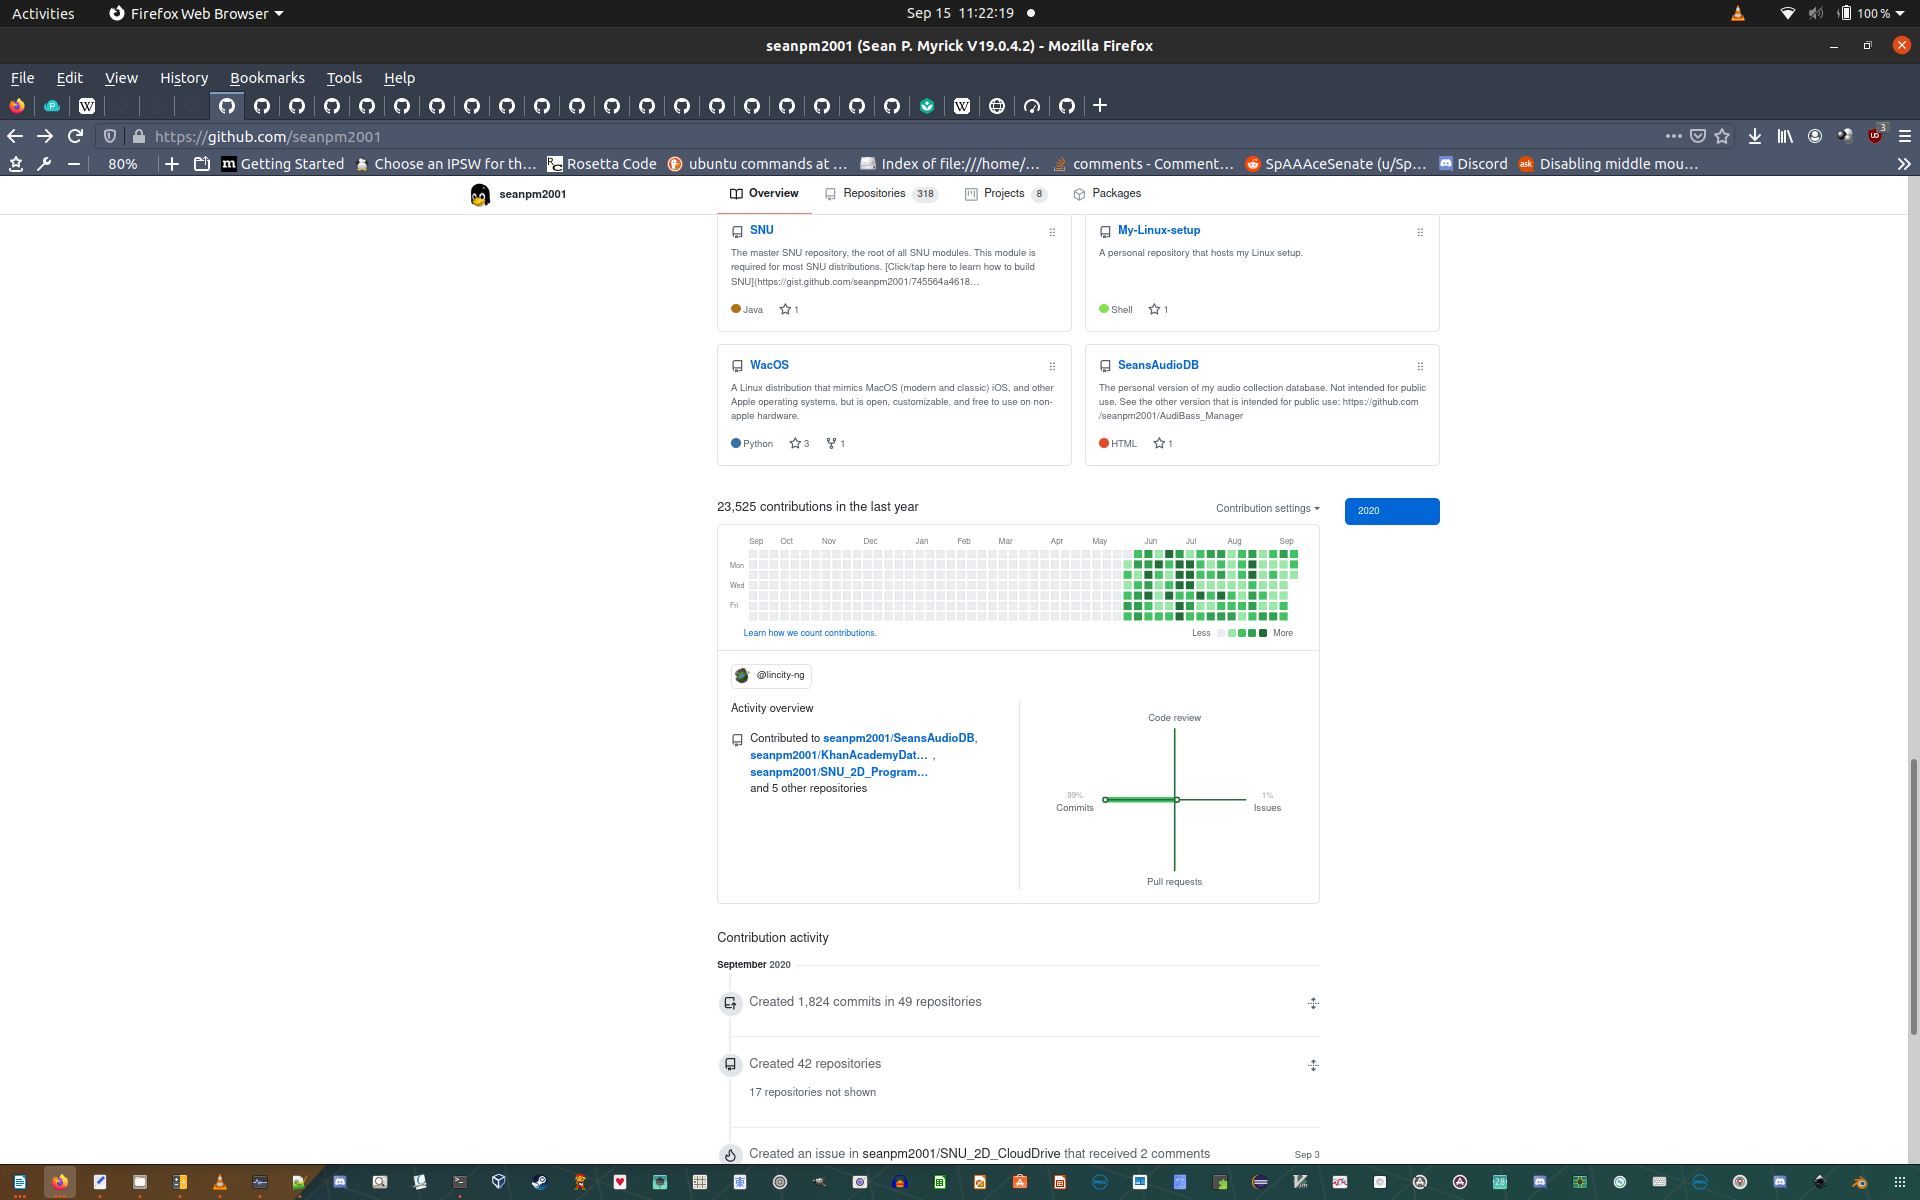 Activities
Firefox Web Browser
Sep 15 11:22:19
100 %
seanpm2001 (Sean P. Myrick V19.0.4.2) - Mozilla Firefox
File Edit View History Bookmarks Tools Help
https://github.com/seanpm2001
3
80%
Getting Started
Choose an IPSW for th…
Rosetta Code
ubuntu commands at …
Index of file:///home/…
comments - Comment…
SpAAAceSenate (u/Sp…
Discord
Disabling middle mou…
seanpm2001
Overview
Repositories 318
Projects 8
Packages
SNU
The master SNU repository, the root of all SNU modules. This module is
required for most SNU distributions. [Click/tap here to learn how to build
SNU](https://gist.github.com/seanpm2001/745564a4618…
Java 1
My-Linux-setup
A personal repository that hosts my Linux setup.
Shell 1
WacOS
A Linux distribution that mimics MacOS (modern and classic) iOS, and other
Apple operating systems, but is open, customizable, and free to use on non-
apple hardware.
Python 3 1
SeansAudioDB
The personal version of my audio collection database. Not intended for public
use. See the other version that is intended for public use: https://github.com
/seanpm2001/AudiBass_Manager
HTML 1
23,525 contributions in the last year
Contribution settings
2020
Sep Oct Nov Dec Jan Feb Mar Apr May Jun Jul Aug Sep
Mon
Wed
Fri
Learn how we count contributions.
Less More
@lincity-ng
Activity overview
Contributed to seanpm2001/SeansAudioDB,
seanpm2001/KhanAcademyDat… ,
seanpm2001/SNU_2D_Program…
and 5 other repositories
Code review
99%
Commits
1%
Issues
Pull requests
Contribution activity
September 2020
Created 1,824 commits in 49 repositories
Created 42 repositories
17 repositories not shown
Created an issue in seanpm2001/SNU_2D_CloudDrive that received 2 comments
Sep 3